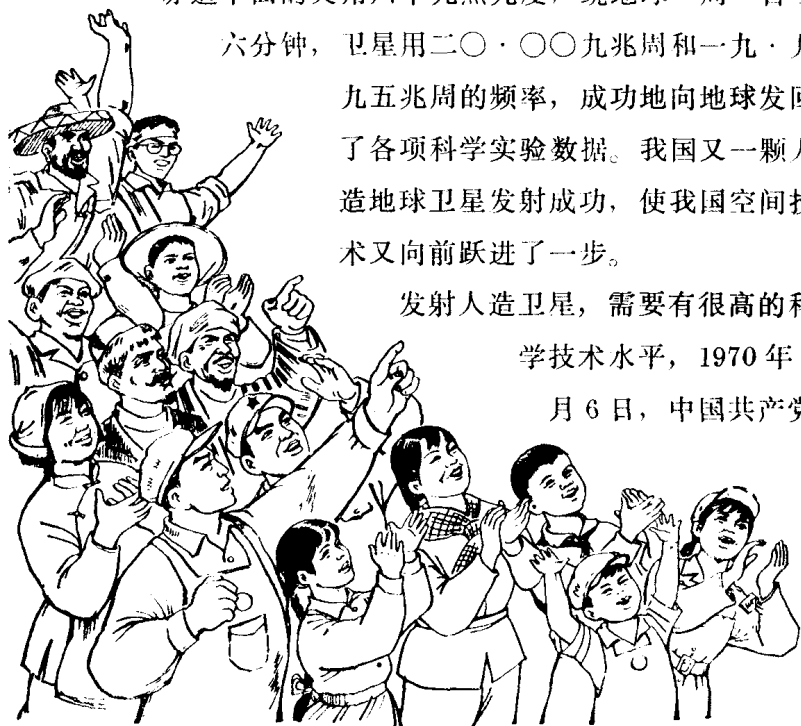 六分钟，卫星用二〇·〇〇九兆周和一九·
九五兆周的频率，成功地向地球发回
了各项科学实验数据。我国又一颗人
造地球卫星发射成功，使我国空间技
术又向前跃进了一步。
发射人造卫星，需要有很高的科
学技术水平，1970年
月6日，中国共产党